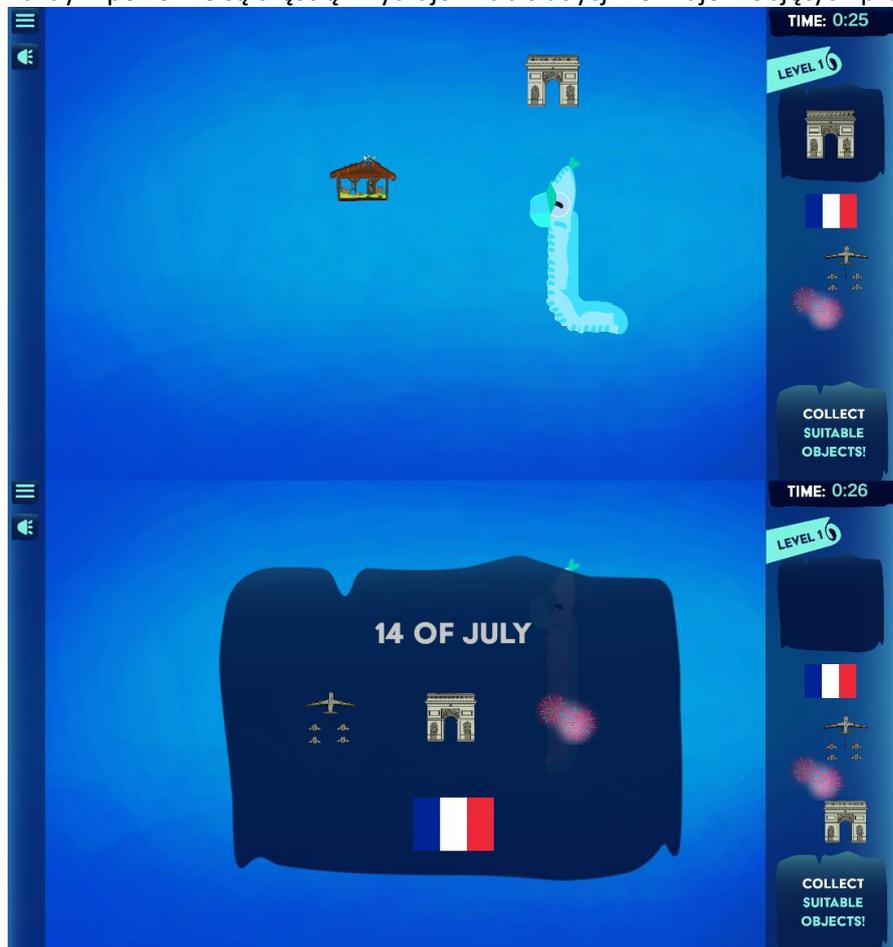 TIME: 0:25
LEVEL 1
COLLECT
SUITABLE
OBJECTS!
TIME: 0:26
LEVEL 1
14 OF JULY
COLLECT
SUITABLE
OBJECTS!